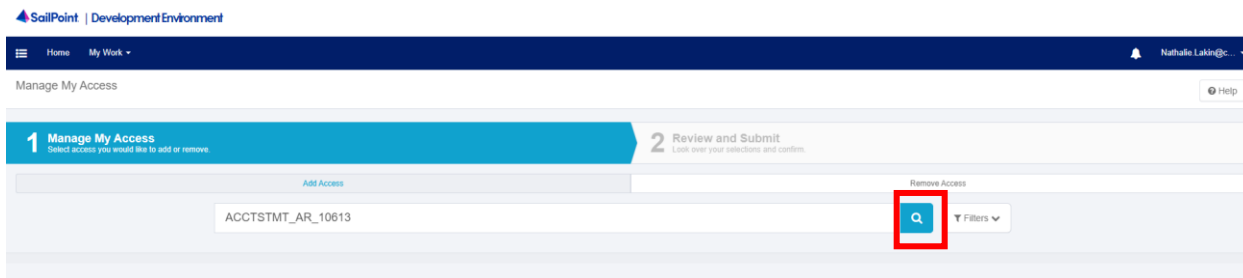 SailPoint | Development Environment
Home My Work
Nathalie.Lakin@c...
Manage My Access
Help
1 Manage My Access
Select access you would like to add or remove.
2 Review and Submit
Look over your selections and confirm.
Add Access
Remove Access
ACCTSTMT_AR_10613
Filters